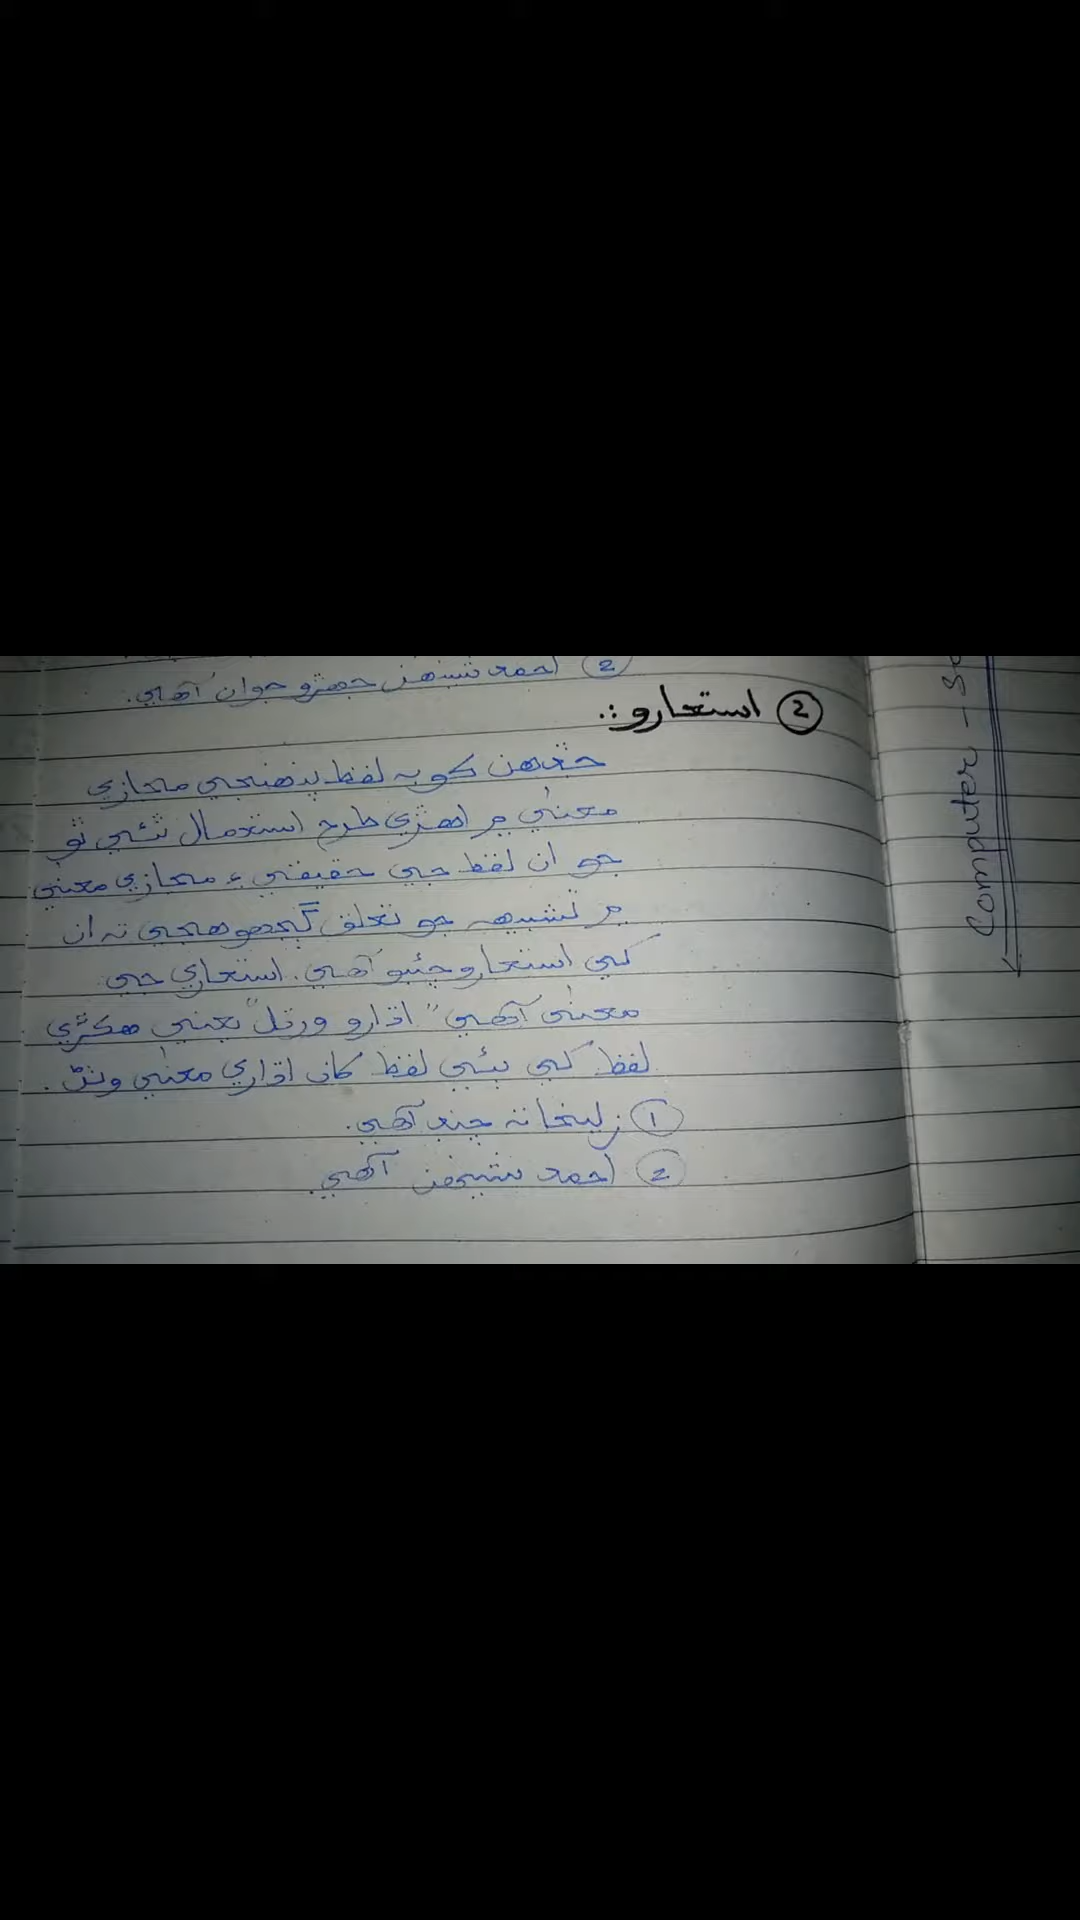 ② احمد شينهن جهڙو جوان آهي.
② استعارو :.
جڏهن ڪو به لفظ پنهنجي مجازي
معنيٰ ۾ اهڙي طرح استعمال ٿئي ٿو
جو ان لفظ جي حقيقي ۽ مجازي معنيٰ
۾ تشبيهه جو تعلق ڳجهو هجي ته ان
کي استعارو چئبو آهي. استعاري جي
معنيٰ آهي "اڌارو ورتل" يعني هڪڙي
لفظ کي ٻئي لفظ کان اڌاري معنيٰ وٺڻ.
① زليخا ته چنڊ آهي.
② احمد شينهن آهي.
Computer - S